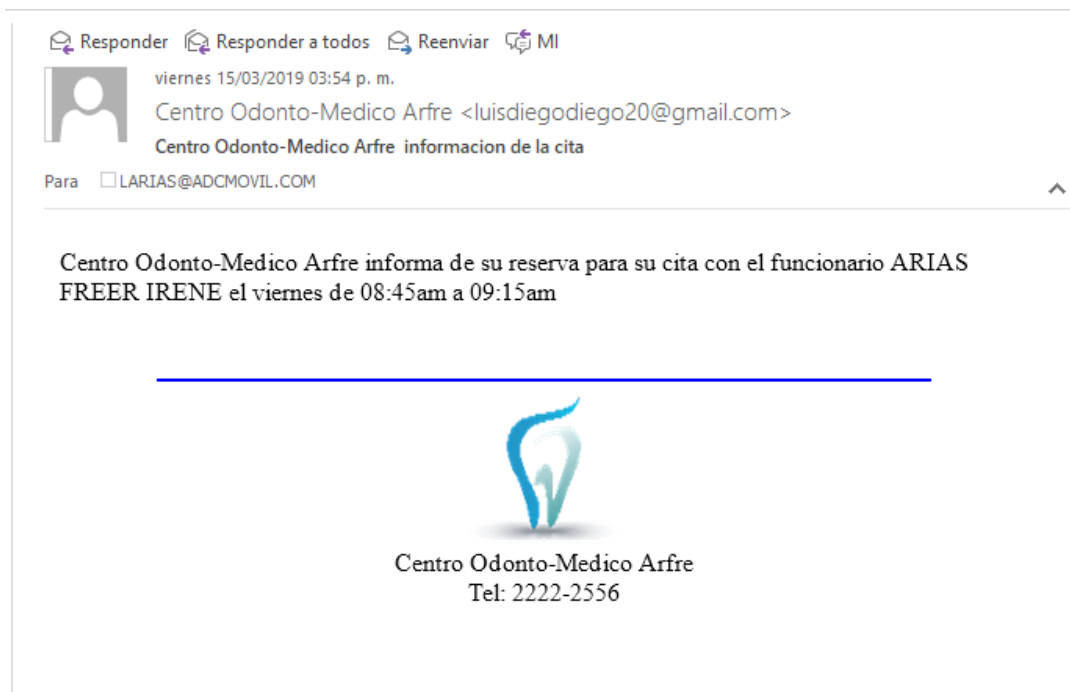 Responder Responder a todos Reenviar MI
viernes 15/03/2019 03:54 p. m.
Centro Odonto-Medico Arfre <luisdiegodiego20@gmail.com>
Centro Odonto-Medico Arfre informacion de la cita
Para LARIAS@ADCMOVIL.COM
Centro Odonto-Medico Arfre informa de su reserva para su cita con el funcionario ARIAS
FREER IRENE el viernes de 08:45am a 09:15am
Centro Odonto-Medico Arfre
Tel: 2222-2556